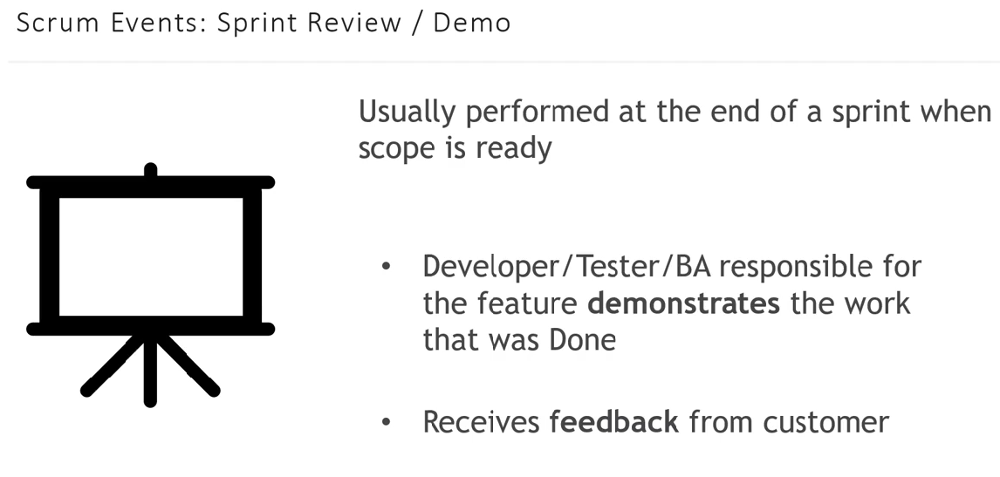 Scrum Events: Sprint Review / Demo
Usually performed at the end of a sprint when
scope is ready
• Developer/Tester/BA responsible for
the feature demonstrates the work
that was Done
• Receives feedback from customer